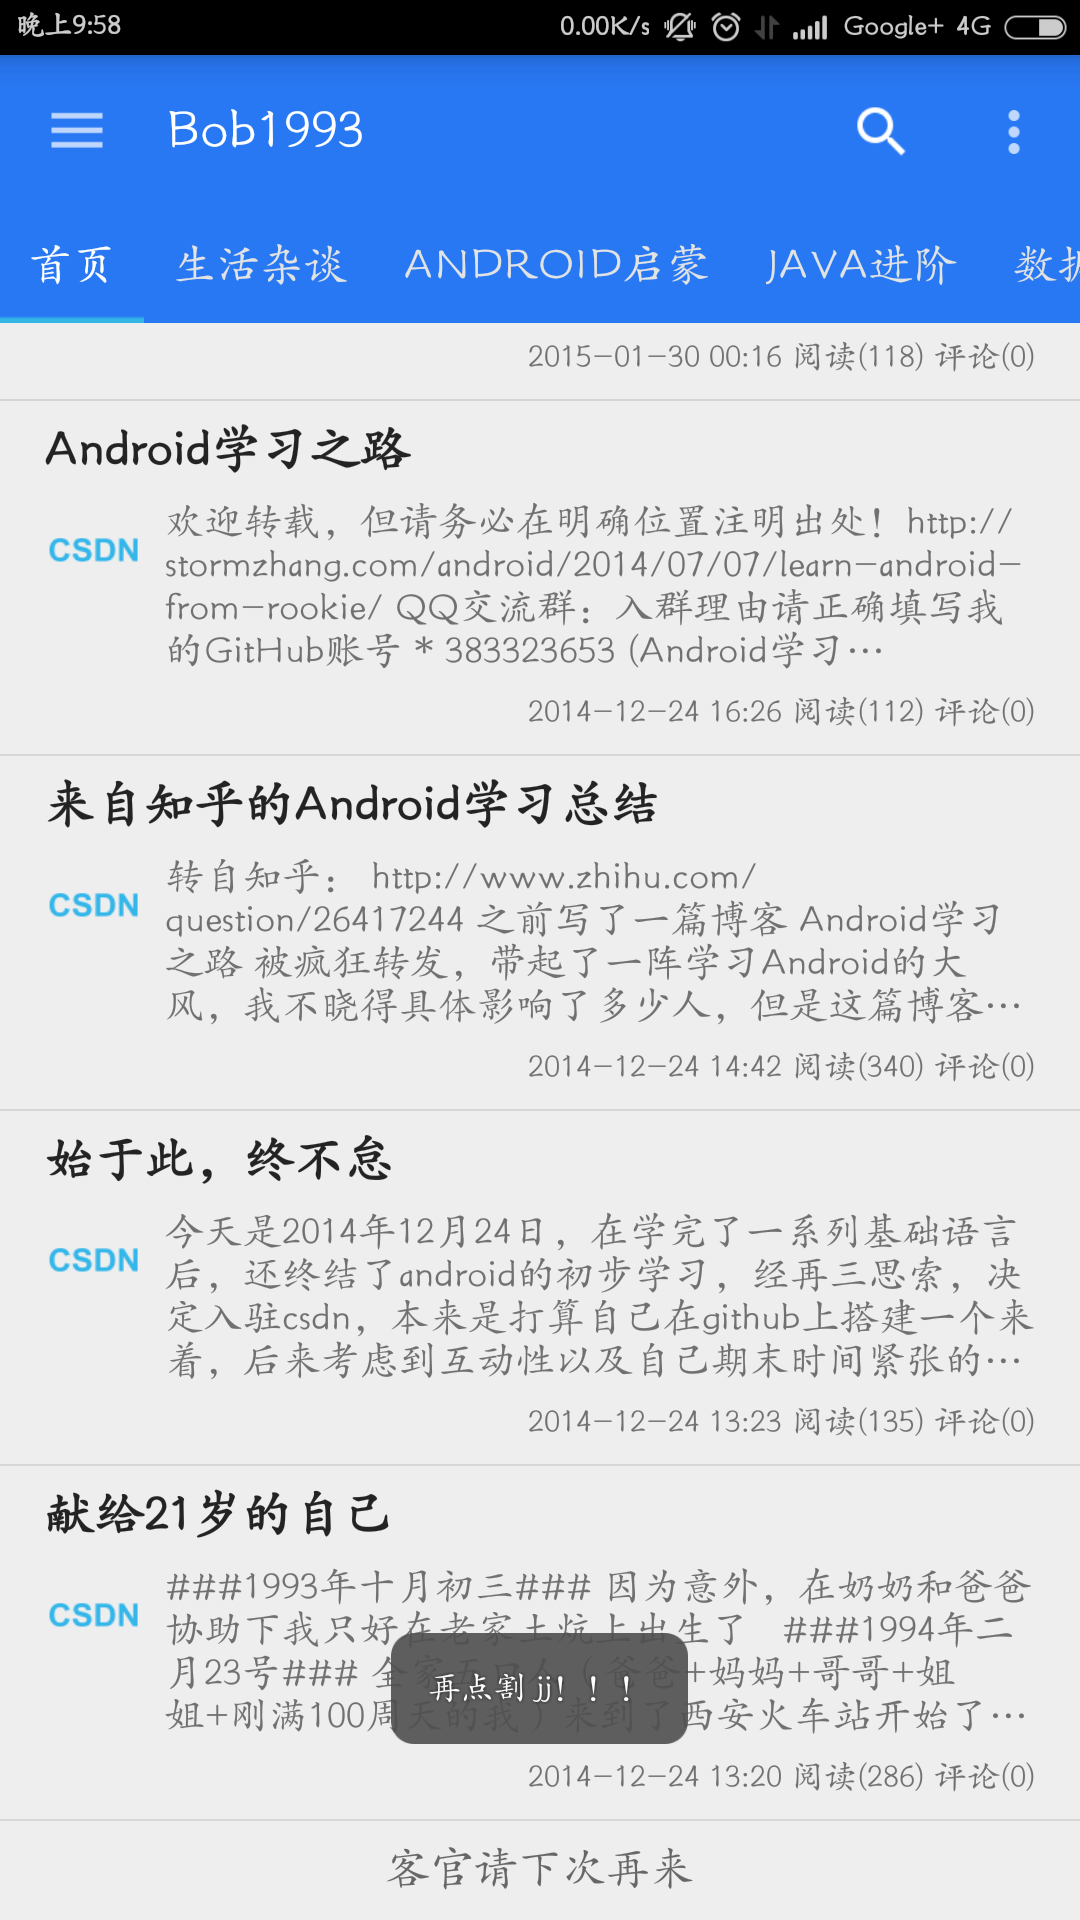 晚上9:58 0.00K/s Google+ 4G
Bob1993
首页 生活杂谈 ANDROID启蒙 JAVA进阶 数据
2015-01-30 00:16 阅读(118) 评论(0)
Android学习之路
CSDN
欢迎转载，但请务必在明确位置注明出处！http://
stormzhang.com/android/2014/07/07/learn-android-
from-rookie/ QQ交流群：入群理由请正确填写我
的GitHub账号 * 383323653 (Android学习…
2014-12-24 16:26 阅读(112) 评论(0)
来自知乎的Android学习总结
CSDN
转自知乎： http://www.zhihu.com/
question/26417244 之前写了一篇博客 Android学习
之路 被疯狂转发，带起了一阵学习Android的大
风，我不晓得具体影响了多少人，但是这篇博客…
2014-12-24 14:42 阅读(340) 评论(0)
始于此，终不怠
CSDN
今天是2014年12月24日，在学完了一系列基础语言
后，还终结了android的初步学习，经再三思索，决
定入驻csdn，本来是打算自己在github上搭建一个来
着，后来考虑到互动性以及自己期末时间紧张的…
2014-12-24 13:23 阅读(135) 评论(0)
献给21岁的自己
CSDN
###1993年十月初三### 因为意外，在奶奶和爸爸
协助下我只好在老家土炕上出生了 ###1994年二
月23号### 全家五口人（爸爸+妈妈+哥哥+姐
姐+刚满100周天的我）来到了西安火车站开始了…
再点割jj！！！
2014-12-24 13:20 阅读(286) 评论(0)
客官请下次再来